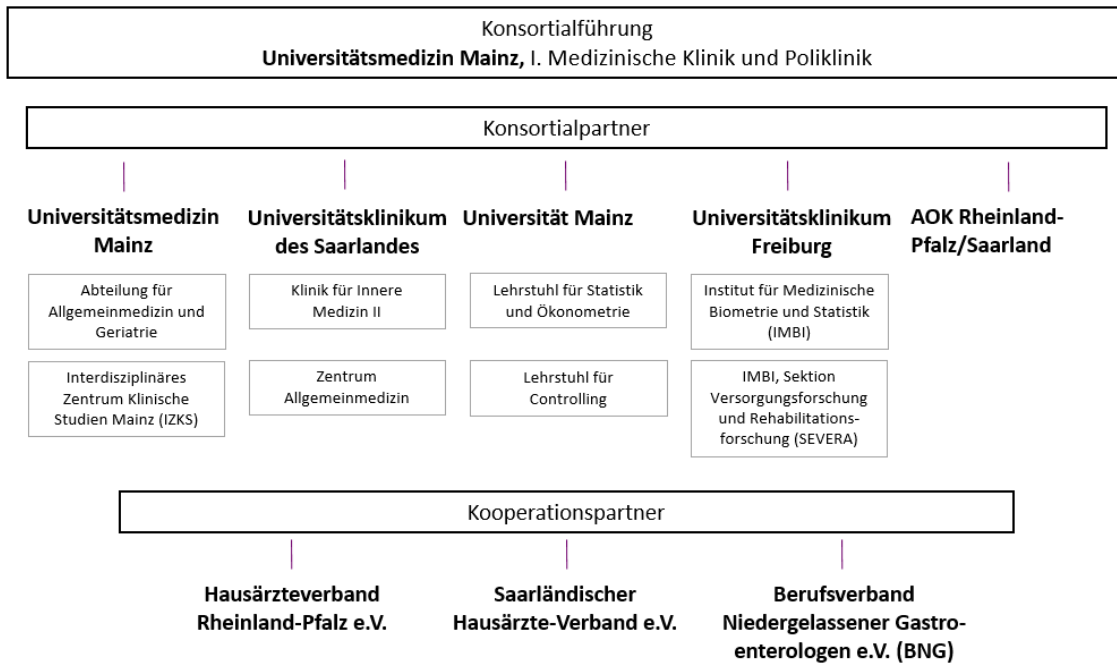 Konsortialführung
Universitätsmedizin Mainz, I. Medizinische Klinik und Poliklinik
Konsortialpartner
Universitätsmedizin
Mainz
Abteilung für
Allgemeinmedizin und
Geriatrie
Interdisziplinäres
Zentrum Klinische
Studien Mainz (IZKS)
Universitätsklinikum
des Saarlandes
Klinik für Innere
Medizin II
Zentrum
Allgemeinmedizin
Universität Mainz
Lehrstuhl für Statistik
und Ökonometrie
Lehrstuhl für
Controlling
Universitätsklinikum
Freiburg
Institut für Medizinische
Biometrie und Statistik
(IMBI)
IMBI, Sektion
Versorgungsforschung
und Rehabilitations-
forschung (SEVERA)
AOK Rheinland-
Pfalz/Saarland
Kooperationspartner
Hausärzteverband
Rheinland-Pfalz e.V.
Saarländischer
Hausärzte-Verband e.V.
Berufsverband
Niedergelassener Gastro-
enterologen e.V. (BNG)